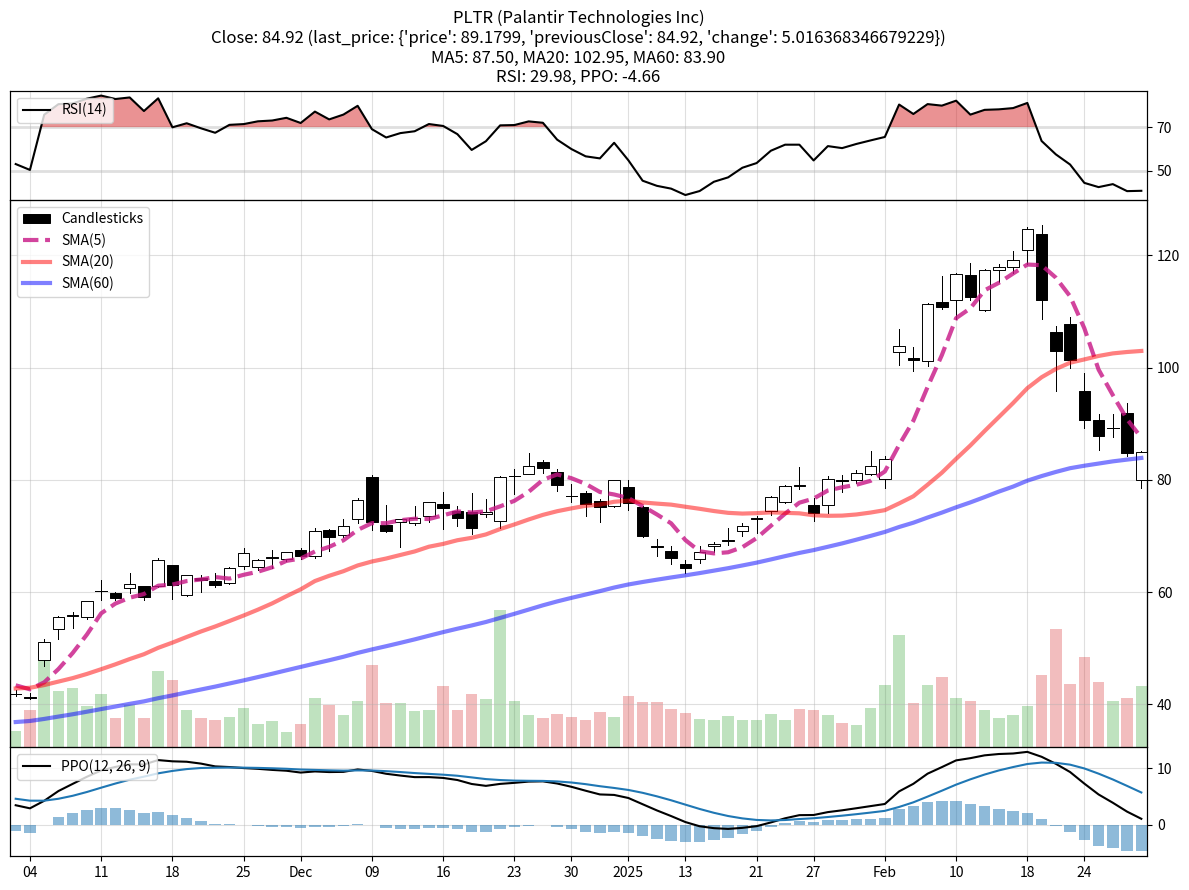 PLTR (Palantir Technologies Inc)
Close: 84.92 (last_price: {'price': 89.1799, 'previousClose': 84.92, 'change': 5.016368346679229})
MA5: 87.50, MA20: 102.95, MA60: 83.90
RSI: 29.98, PPO: -4.66
RSI(14)
70
50
Candlesticks
SMA(5)
SMA(20)
SMA(60)
120
100
80
60
40
PPO(12, 26, 9)
10
0
04 11 18 25 Dec 09 16 23 30 2025 13 21 27 Feb 10 18 24